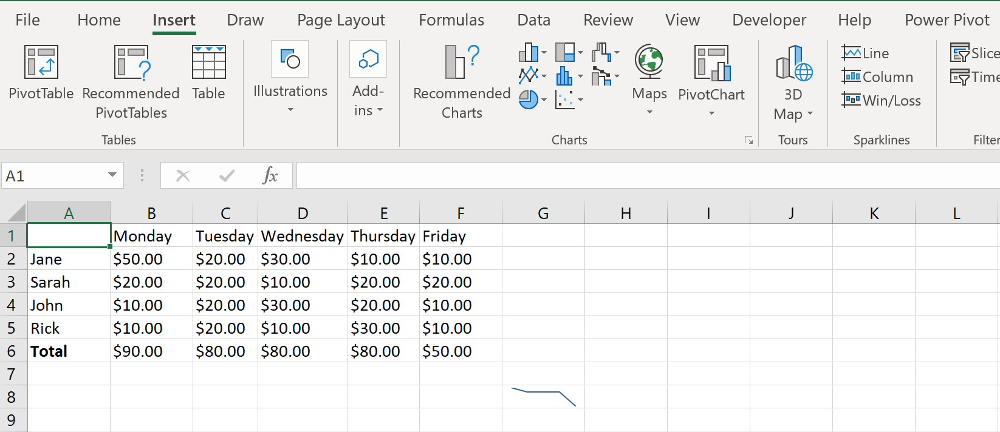 File Home Insert Draw Page Layout Formulas Data Review View Developer Help Power Pivot
PivotTable Recommended PivotTables Table
Tables
Illustrations
Add-ins
Recommended Charts
Maps PivotChart
Charts
3D Map
Tours
Line
Column
Win/Loss
Sparklines
Slice
Time
Filter
A1 fx
A B C D E F G H I J K L
1 Monday Tuesday Wednesday Thursday Friday
2 Jane $50.00 $20.00 $30.00 $10.00 $10.00
3 Sarah $20.00 $20.00 $10.00 $20.00 $20.00
4 John $10.00 $20.00 $30.00 $20.00 $10.00
5 Rick $10.00 $20.00 $10.00 $30.00 $10.00
6 Total $90.00 $80.00 $80.00 $80.00 $50.00
7
8
9